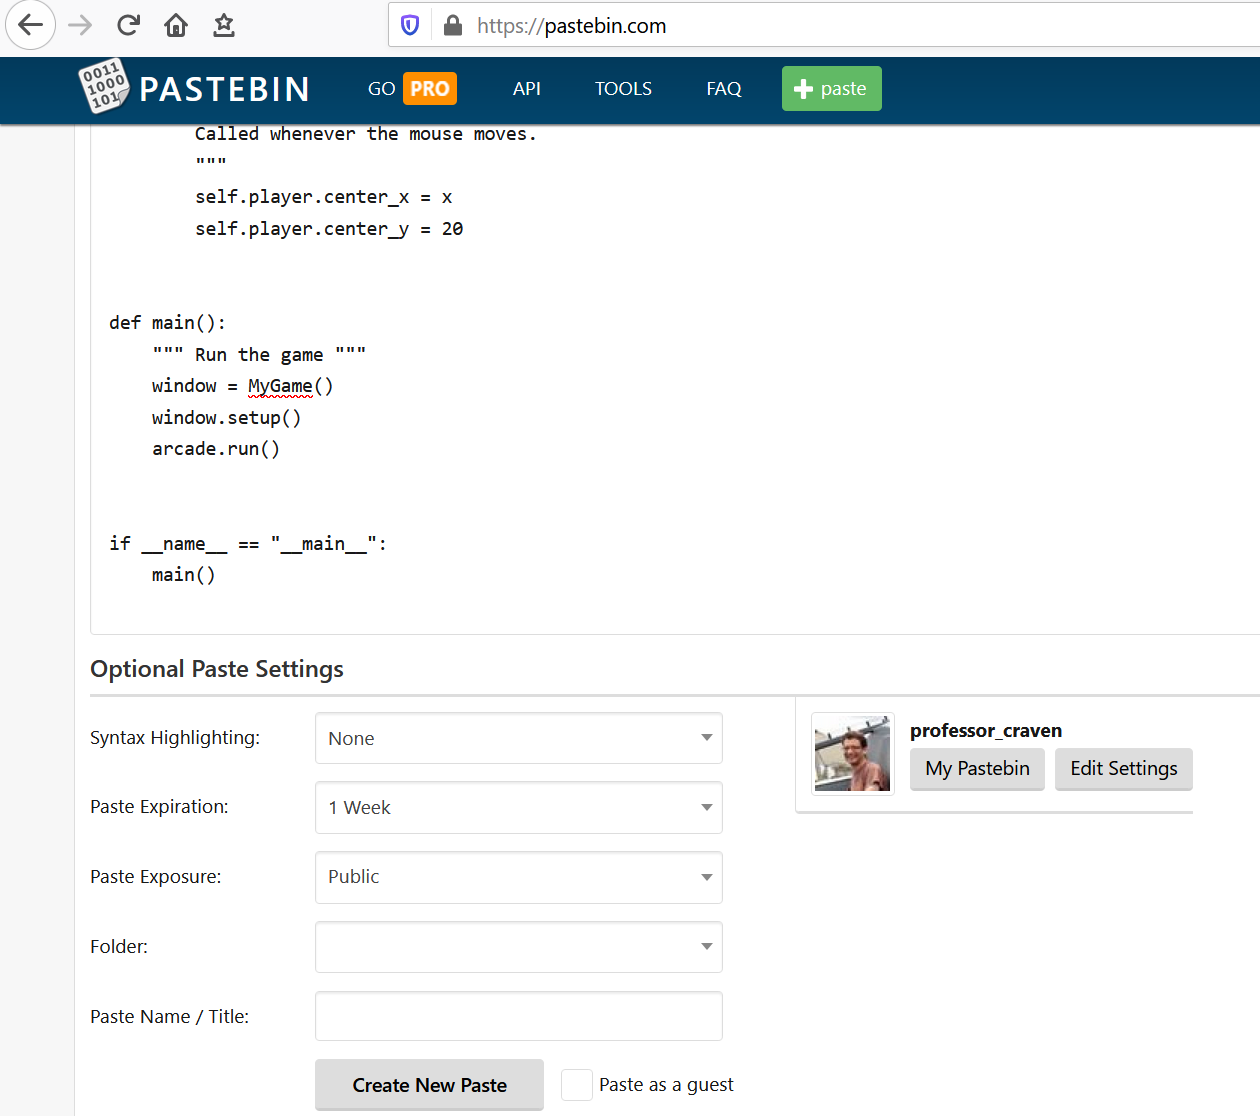 https://pastebin.com
0011
1000
101
PASTEBIN GO PRO API TOOLS FAQ paste
Called whenever the mouse moves.
"""
self.player.center_x = x
self.player.center_y = 20
def main():
""" Run the game """
window = MyGame()
window.setup()
arcade.run()
if __name__ == "__main__":
main()
Optional Paste Settings
Syntax Highlighting: None
professor_craven
My Pastebin Edit Settings
Paste Expiration: 1 Week
Paste Exposure: Public
Folder:
Paste Name / Title:
Create New Paste Paste as a guest